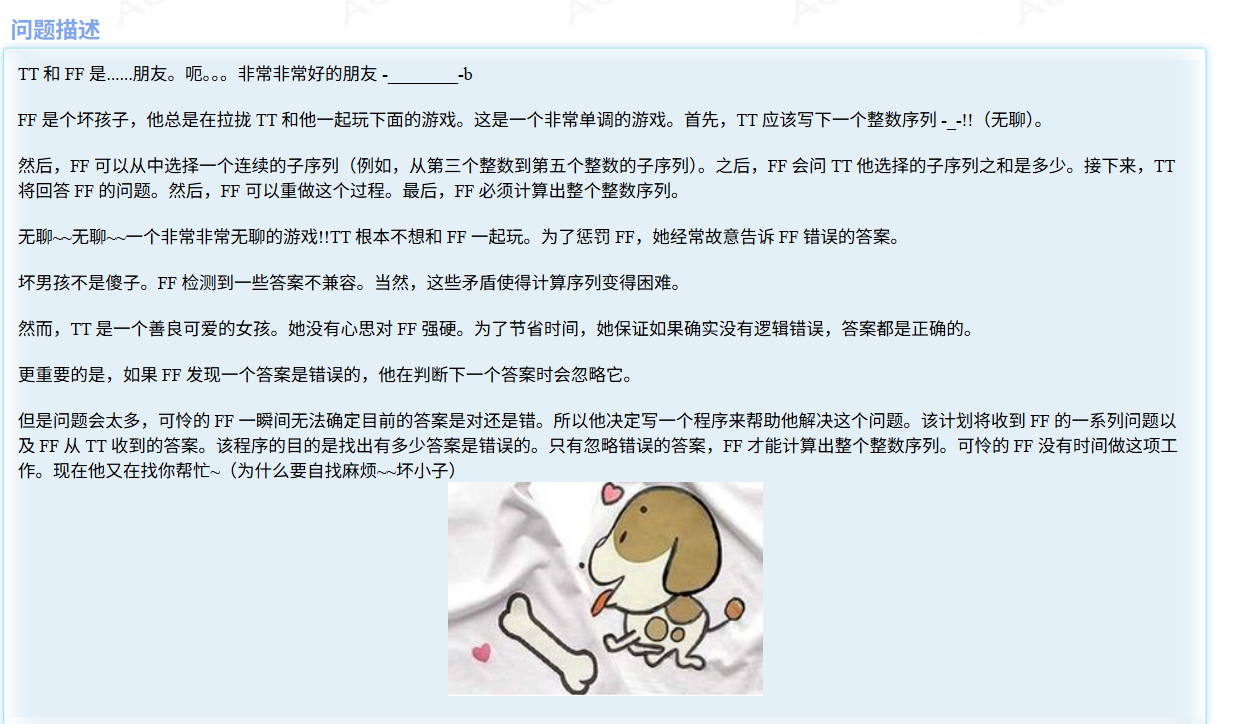 问题描述
TT 和 FF 是......朋友。呃。。。非常非常好的朋友 -________-b
FF 是个坏孩子，他总是在拉拢 TT 和他一起玩下面的游戏。这是一个非常单调的游戏。首先，TT 应该写下一个整数序列 -_-!!（无聊）。
然后，FF 可以从中选择一个连续的子序列（例如，从第三个整数到第五个整数的子序列）。之后，FF 会问 TT 他选择的子序列之和是多少。接下来，TT
将回答 FF 的问题。然后，FF 可以重做这个过程。最后，FF 必须计算出整个整数序列。
无聊~~无聊~~一个非常非常无聊的游戏!!TT 根本不想和 FF 一起玩。为了惩罚 FF，她经常故意告诉 FF 错误的答案。
坏男孩不是傻子。FF 检测到一些答案不兼容。当然，这些矛盾使得计算序列变得困难。
然而，TT 是一个善良可爱的女孩。她没有心思对 FF 强硬。为了节省时间，她保证如果确实没有逻辑错误，答案都是正确的。
更重要的是，如果 FF 发现一个答案是错误的，他在判断下一个答案时会忽略它。
但是问题会太多，可怜的 FF 一瞬间无法确定目前的答案是对还是错。所以他决定写一个程序来帮助他解决这个问题。该计划将收到 FF 的一系列问题以
及 FF 从 TT 收到的答案。该程序的目的是找出有多少答案是错误的。只有忽略错误的答案，FF 才能计算出整个整数序列。可怜的 FF 没有时间做这项工
作。现在他又在找你帮忙~（为什么要自找麻烦~~坏小子）